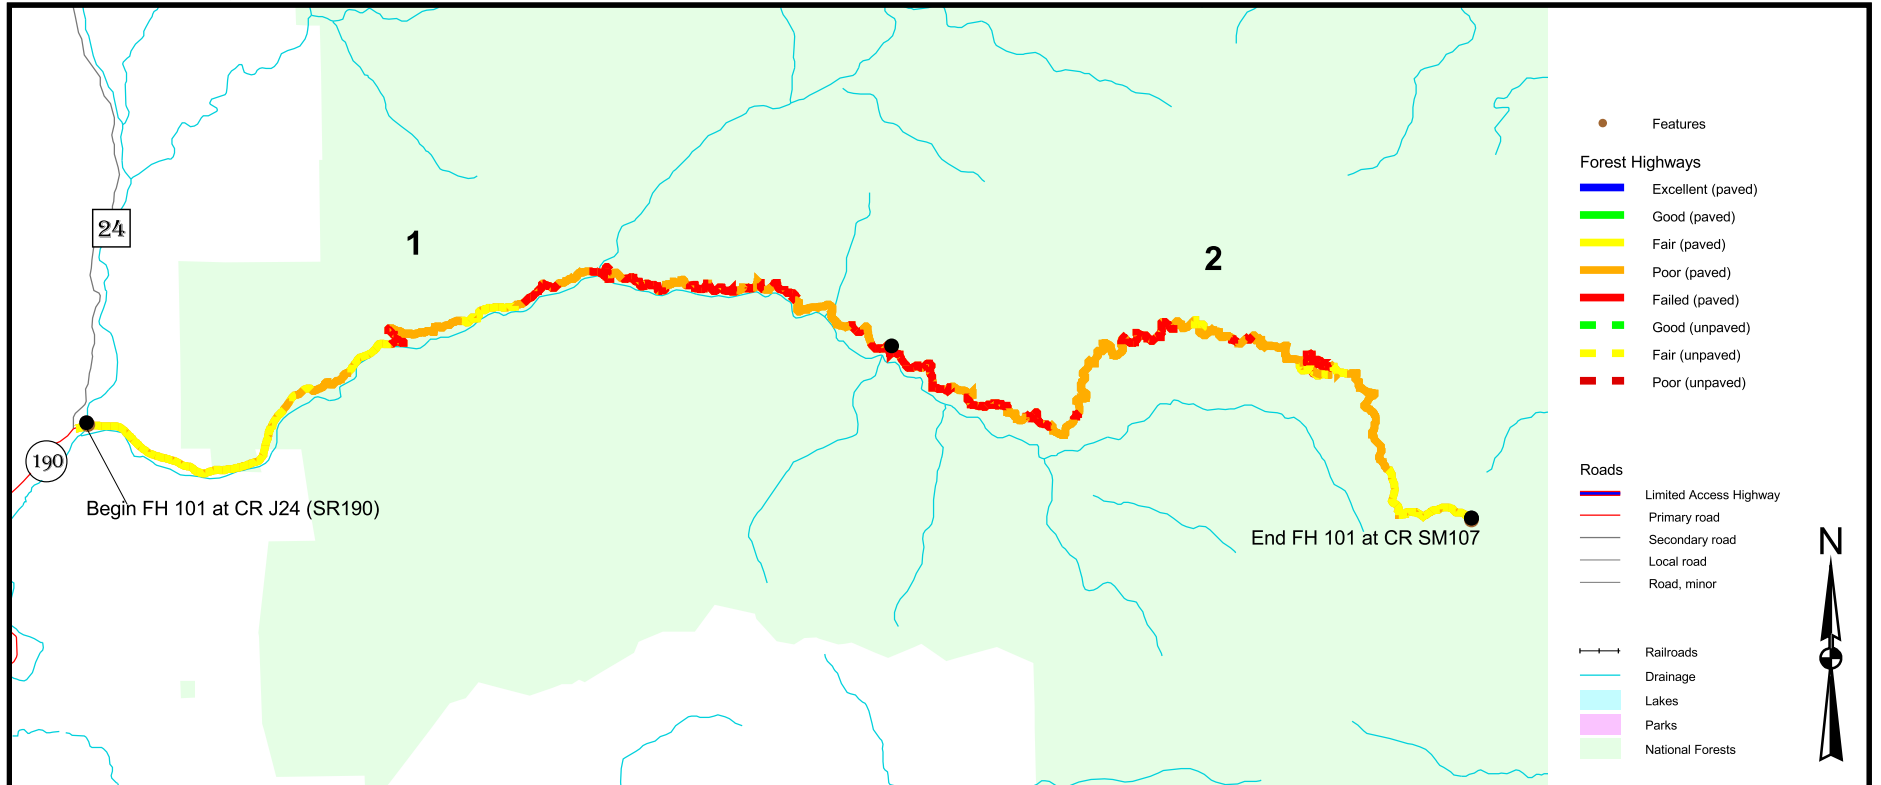 24
1
2
190
Begin FH 101 at CR J24 (SR190)
End FH 101 at CR SM107
Features
Forest Highways
Excellent (paved)
Good (paved)
Fair (paved)
Poor (paved)
Failed (paved)
Good (unpaved)
Fair (unpaved)
Poor (unpaved)
Roads
Limited Access Highway
Primary road
Secondary road
Local road
Road, minor
Railroads
Drainage
Lakes
Parks
National Forests
N